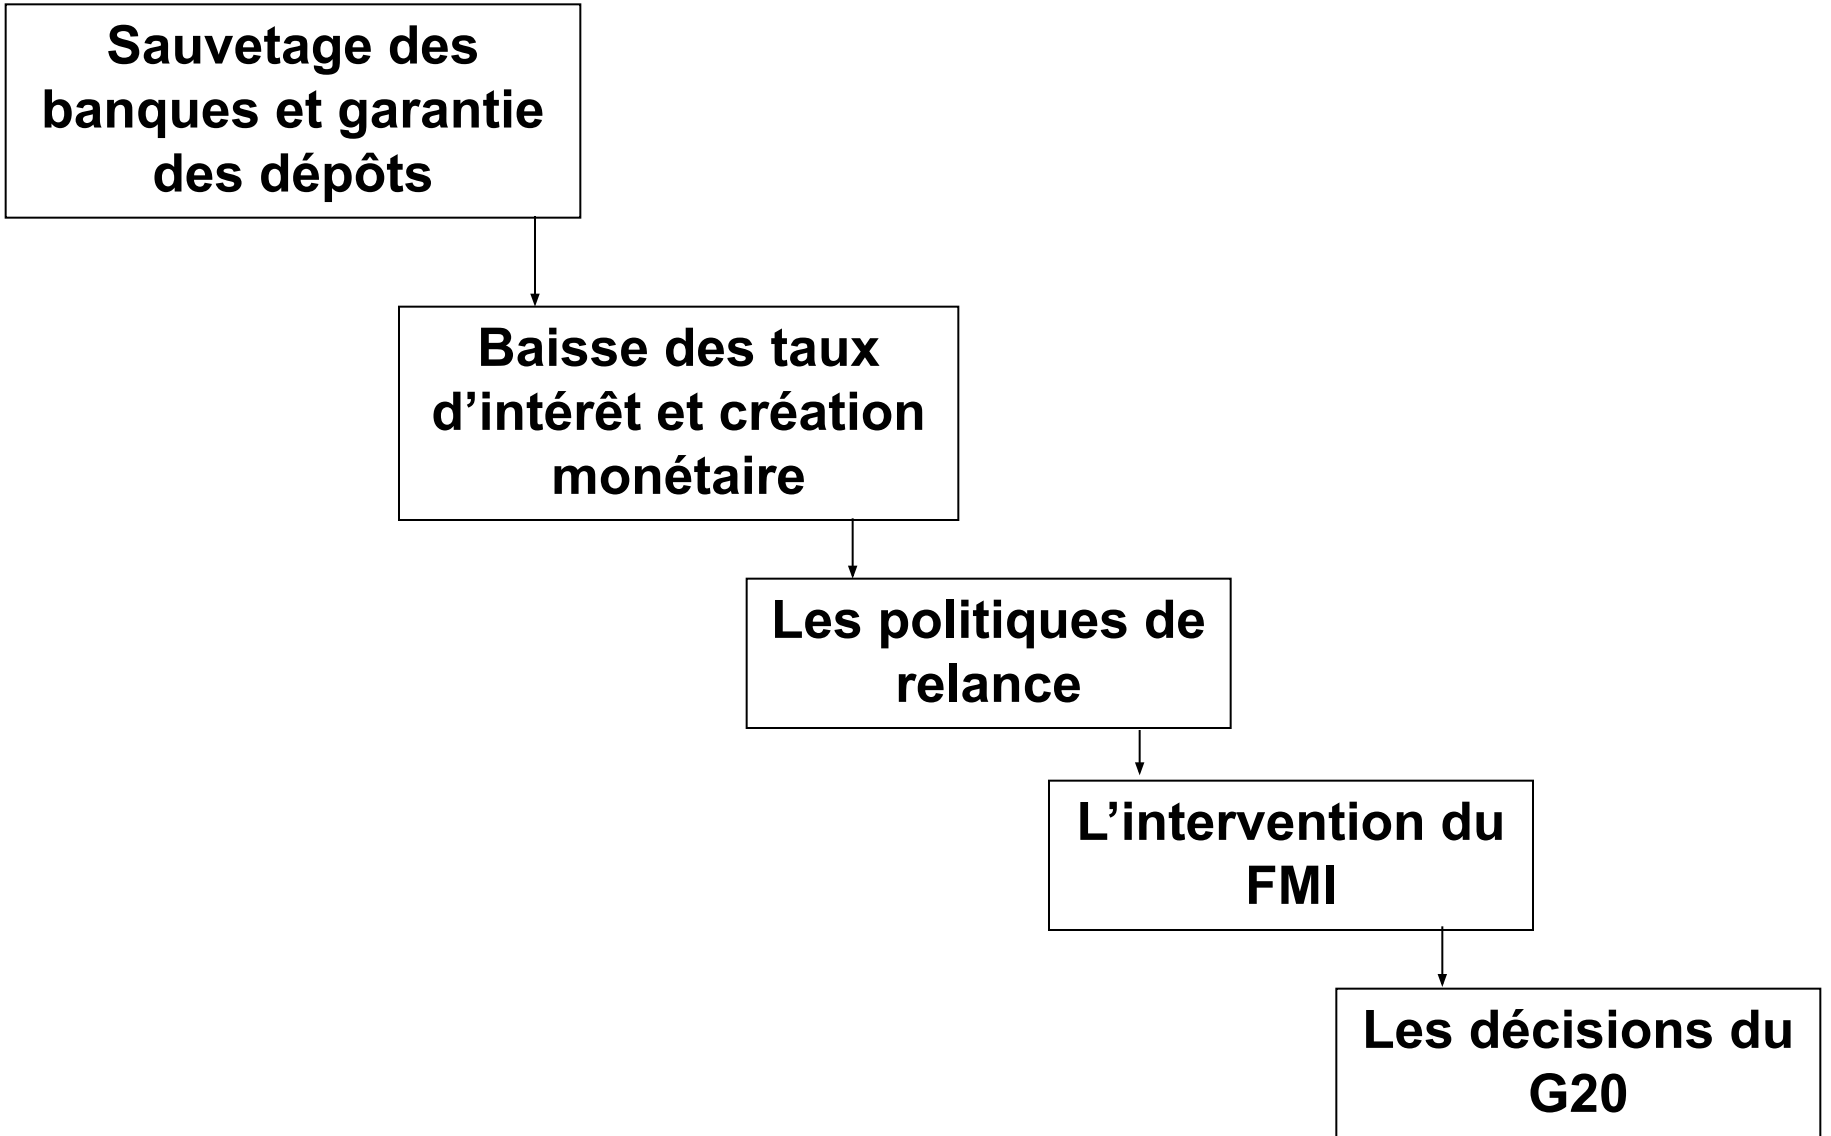 Sauvetage des
banques et garantie
des dépôts
Baisse des taux
d’intérêt et création
monétaire
Les politiques de
relance
L’intervention du
FMI
Les décisions du
G20